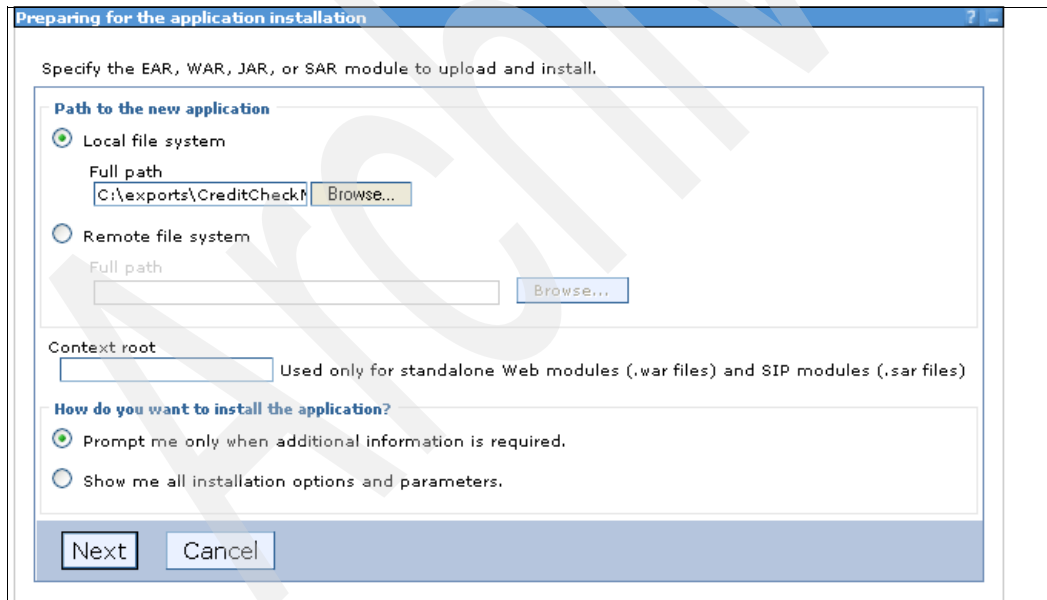 Preparing for the application installation ? –
Specify the EAR, WAR, JAR, or SAR module to upload and install.
Path to the new application
Local file system
Full path
C:\exports\CreditCheck Browse...
Remote file system
Full path
Browse...
Context root
Used only for standalone Web modules (.war files) and SIP modules (.sar files)
How do you want to install the application?
Prompt me only when additional information is required.
Show me all installation options and parameters.
Next Cancel